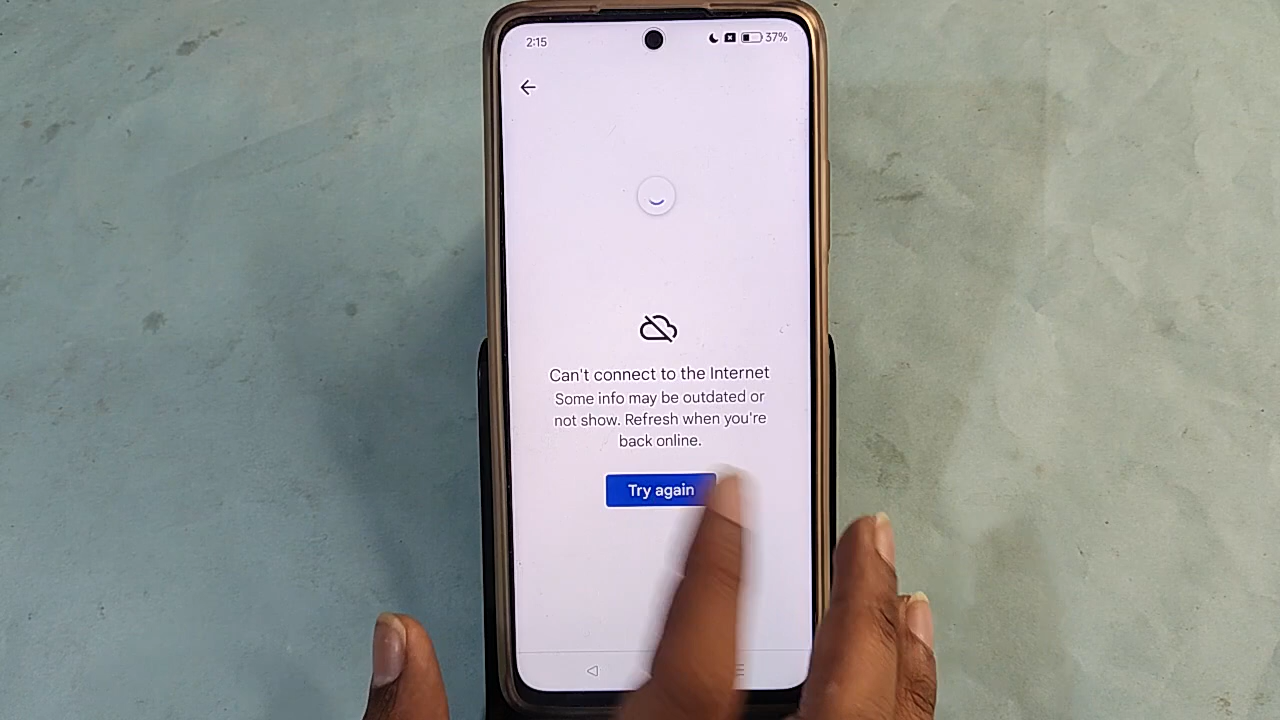 2:15
37%
Can't connect to the Internet
Some info may be outdated or
not show. Refresh when you're
back online.
Try again